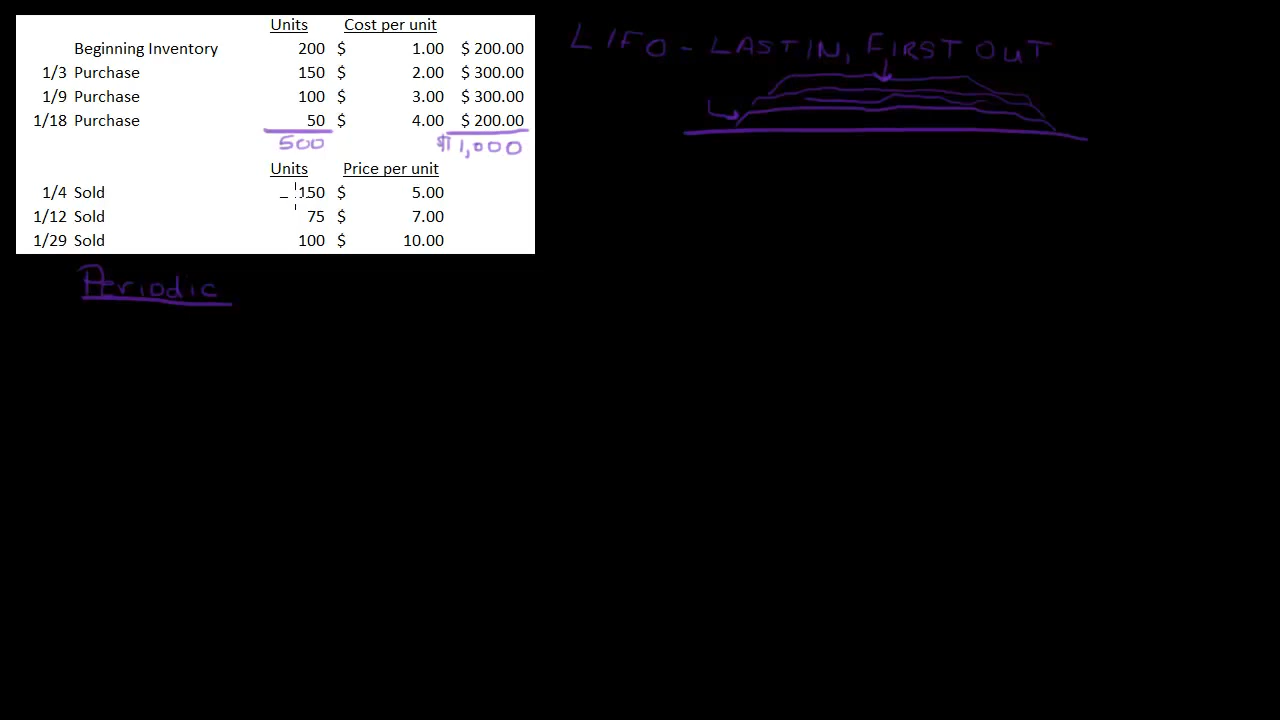 Units Cost per unit
Beginning Inventory 200 $ 1.00 $ 200.00
1/3 Purchase 150 $ 2.00 $ 300.00
1/9 Purchase 100 $ 3.00 $ 300.00
1/18 Purchase 50 $ 4.00 $ 200.00
500 $1,000
Units Price per unit
1/4 Sold 150 $ 5.00
1/12 Sold 75 $ 7.00
1/29 Sold 100 $ 10.00
Periodic
LIFO - LAST IN, FIRST OUT